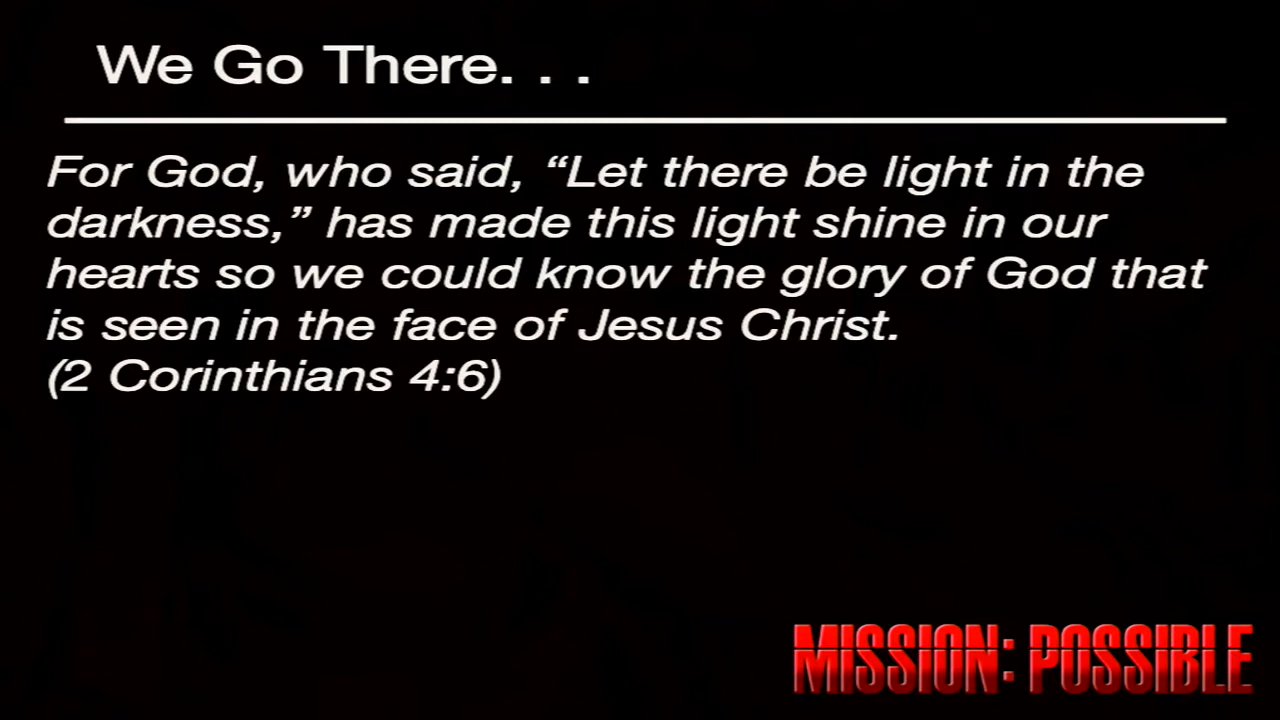 We Go There. . .
For God, who said, “Let there be light in the
darkness,” has made this light shine in our
hearts so we could know the glory of God that
is seen in the face of Jesus Christ.
(2 Corinthians 4:6)
MISSION: POSSIBLE